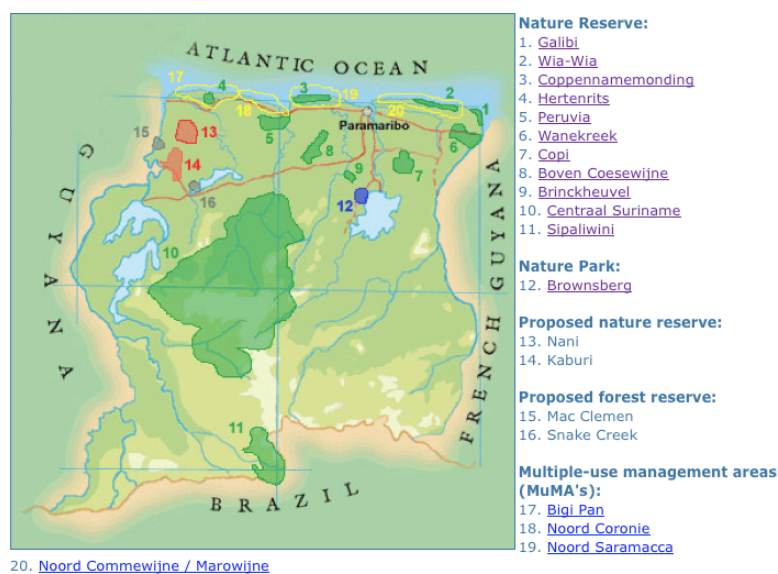 ATLANTIC OCEAN
17
4
3
19
2
18
20
1
Paramaribo
15
13
5
6
14
8
9
7
16
12
10
11
GUYANA
FRENCH GUYANA
BRAZIL
Nature Reserve:
1. Galibi
2. Wia-Wia
3. Coppennamemonding
4. Hertenrits
5. Peruvia
6. Wanekreek
7. Copi
8. Boven Coesewijne
9. Brinckheuvel
10. Centraal Suriname
11. Sipaliwini
Nature Park:
12. Brownsberg
Proposed nature reserve:
13. Nani
14. Kaburi
Proposed forest reserve:
15. Mac Clemen
16. Snake Creek
Multiple-use management areas
(MuMA's):
17. Bigi Pan
18. Noord Coronie
19. Noord Saramacca
20. Noord Commewijne / Marowijne